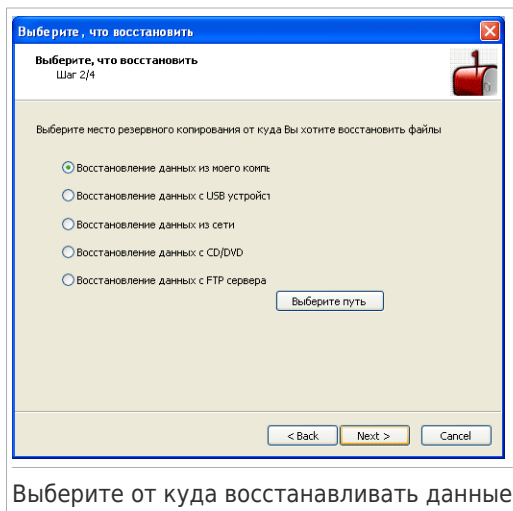 Выберите , что восстановить
Выберите, что восстановить
Шаг 2/4
Выберите место резервного копирования от куда Вы хотите восстановить файлы
Восстановление данных из моего компь
Восстановление данных с USB устройст
Восстановление данных из сети
Восстановление данных с CD/DVD
Восстановление данных с FTP сервера
Выберите путь
< Back Next > Cancel
Выберите от куда восстанавливать данные